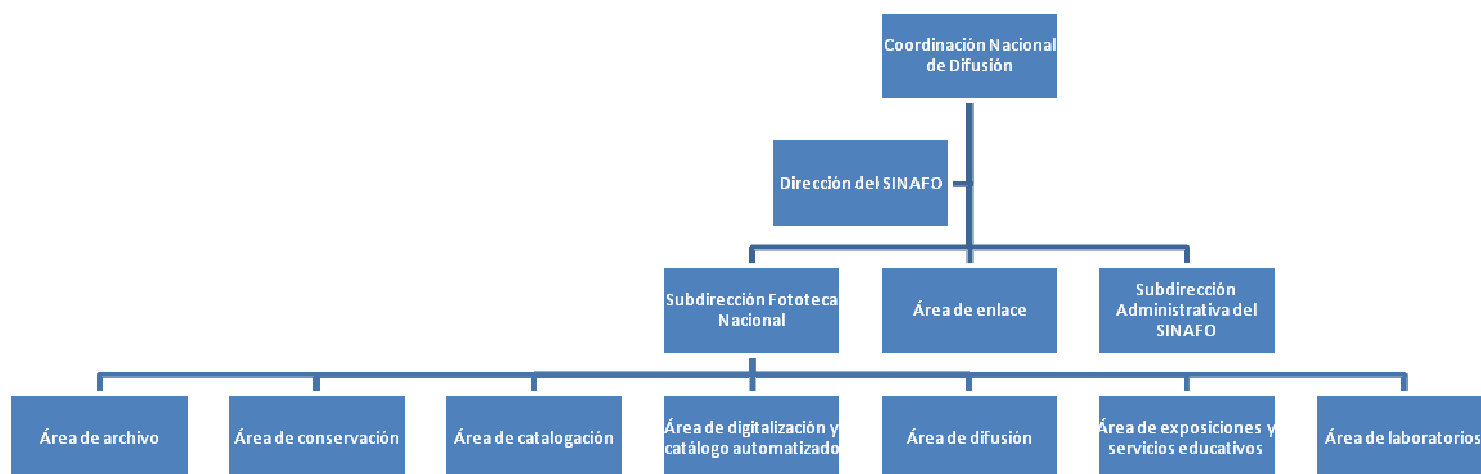 Coordinación Nacional
de Difusión
Dirección del SINAFO
Subdirección Fototeca
Nacional
Área de enlace
Subdirección
Administrativa del
SINAFO
Área de archivo
Área de conservación
Área de catalogación
Área de digitalización y
catálogo automatizado
Área de difusión
Área de exposiciones y
servicios educativos
Área de laboratorios